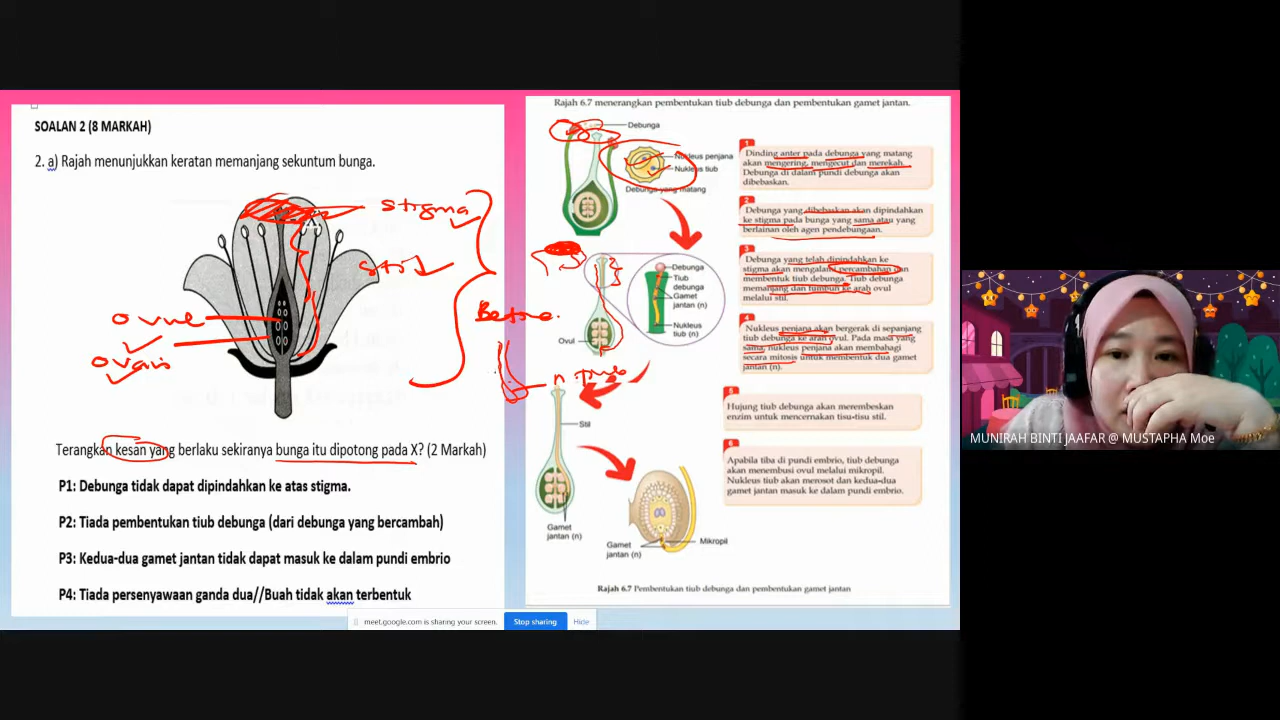 SOALAN 2 (8 MARKAH)
2. a) Rajah menunjukkan keratan memanjang sekuntum bunga.
stigma
stil
ovule
ovari
Betina.
Terangkan kesan yang berlaku sekiranya bunga itu dipotong pada X? (2 Markah)
P1: Debunga tidak dapat dipindahkan ke atas stigma.
P2: Tiada pembentukan tiub debunga (dari debunga yang bercambah)
P3: Kedua-dua gamet jantan tidak dapat masuk ke dalam pundi embrio
P4: Tiada persenyawaan ganda dua//Buah tidak akan terbentuk
Rajah 6.7 menerangkan pembentukan tiub debunga dan pembentukan gamet jantan.
Debunga
Nukleus penjana
Nukleus tiub
Debunga yang matang
1
Dinding anter pada debunga yang matang
akan mengering, mengecut dan merekah.
Debunga di dalam pundi debunga akan
dibebaskan.
2
Debunga yang dibebaskan akan dipindahkan
ke stigma pada bunga yang sama atau yang
berlainan oleh agen pendebungaan.
3
Debunga yang telah dipindahkan ke
stigma akan mengalami percambahan dan
membentuk tiub debunga. Tiub debunga
memanjang dan tumbuh ke arah ovul
melalui stil.
Debunga
Tiub
debunga
Gamet
jantan (n)
Nukleus
tiub (n)
Ovul
4
Nukleus penjana akan bergerak di sepanjang
tiub debunga ke arah ovul. Pada masa yang
sama, nukleus penjana akan membahagi
secara mitosis untuk membentuk dua gamet
jantan (n).
n tiub
Stil
5
Hujung tiub debunga akan merembeskan
enzim untuk mencernakan tisu-tisu stil.
6
Apabila tiba di pundi embrio, tiub debunga
akan menembusi ovul melalui mikropil.
Nukleus tiub akan merosot dan kedua-dua
gamet jantan masuk ke dalam pundi embrio.
Gamet
jantan (n)
Gamet
jantan (n)
Mikropil
Rajah 6.7 Pembentukan tiub debunga dan pembentukan gamet jantan
meet.google.com is sharing your screen.
Stop sharing
Hide
MUNIRAH BINTI JAAFAR @ MUSTAPHA Moe